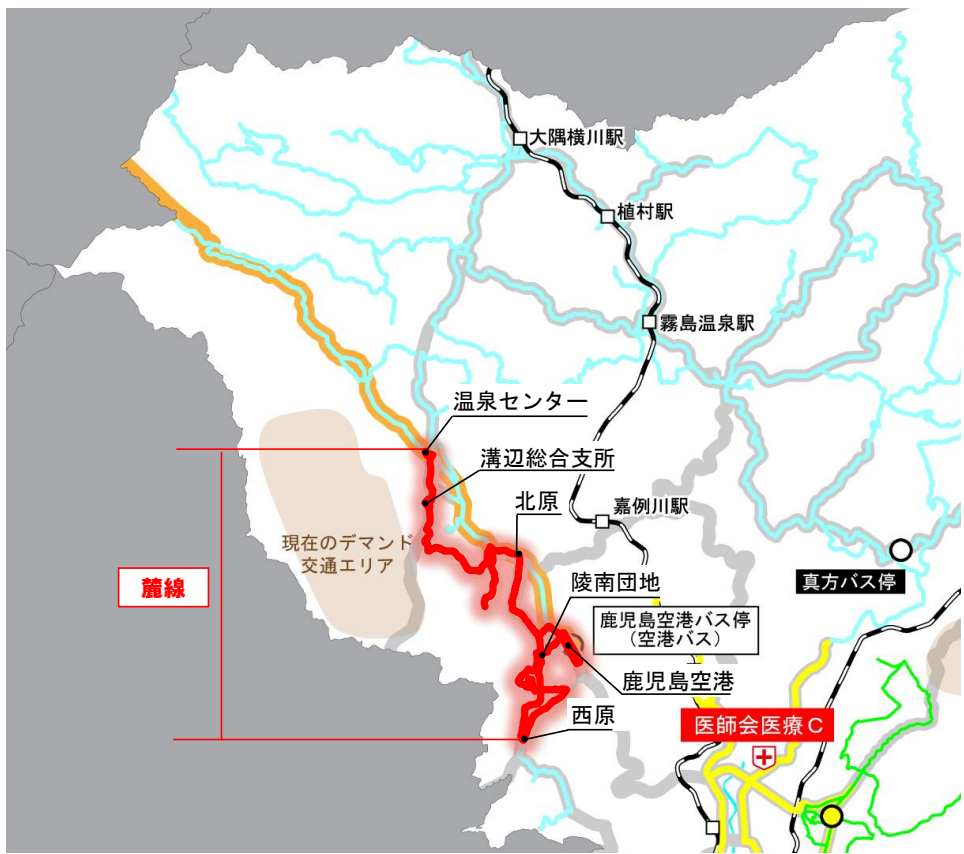 大隅横川駅
植村駅
霧島温泉駅
温泉センター
溝辺総合支所
北原
嘉例川駅
現在のデマンド
交通エリア
麓線
真方バス停
陵南団地
鹿児島空港バス停
（空港バス）
鹿児島空港
西原
医師会医療C